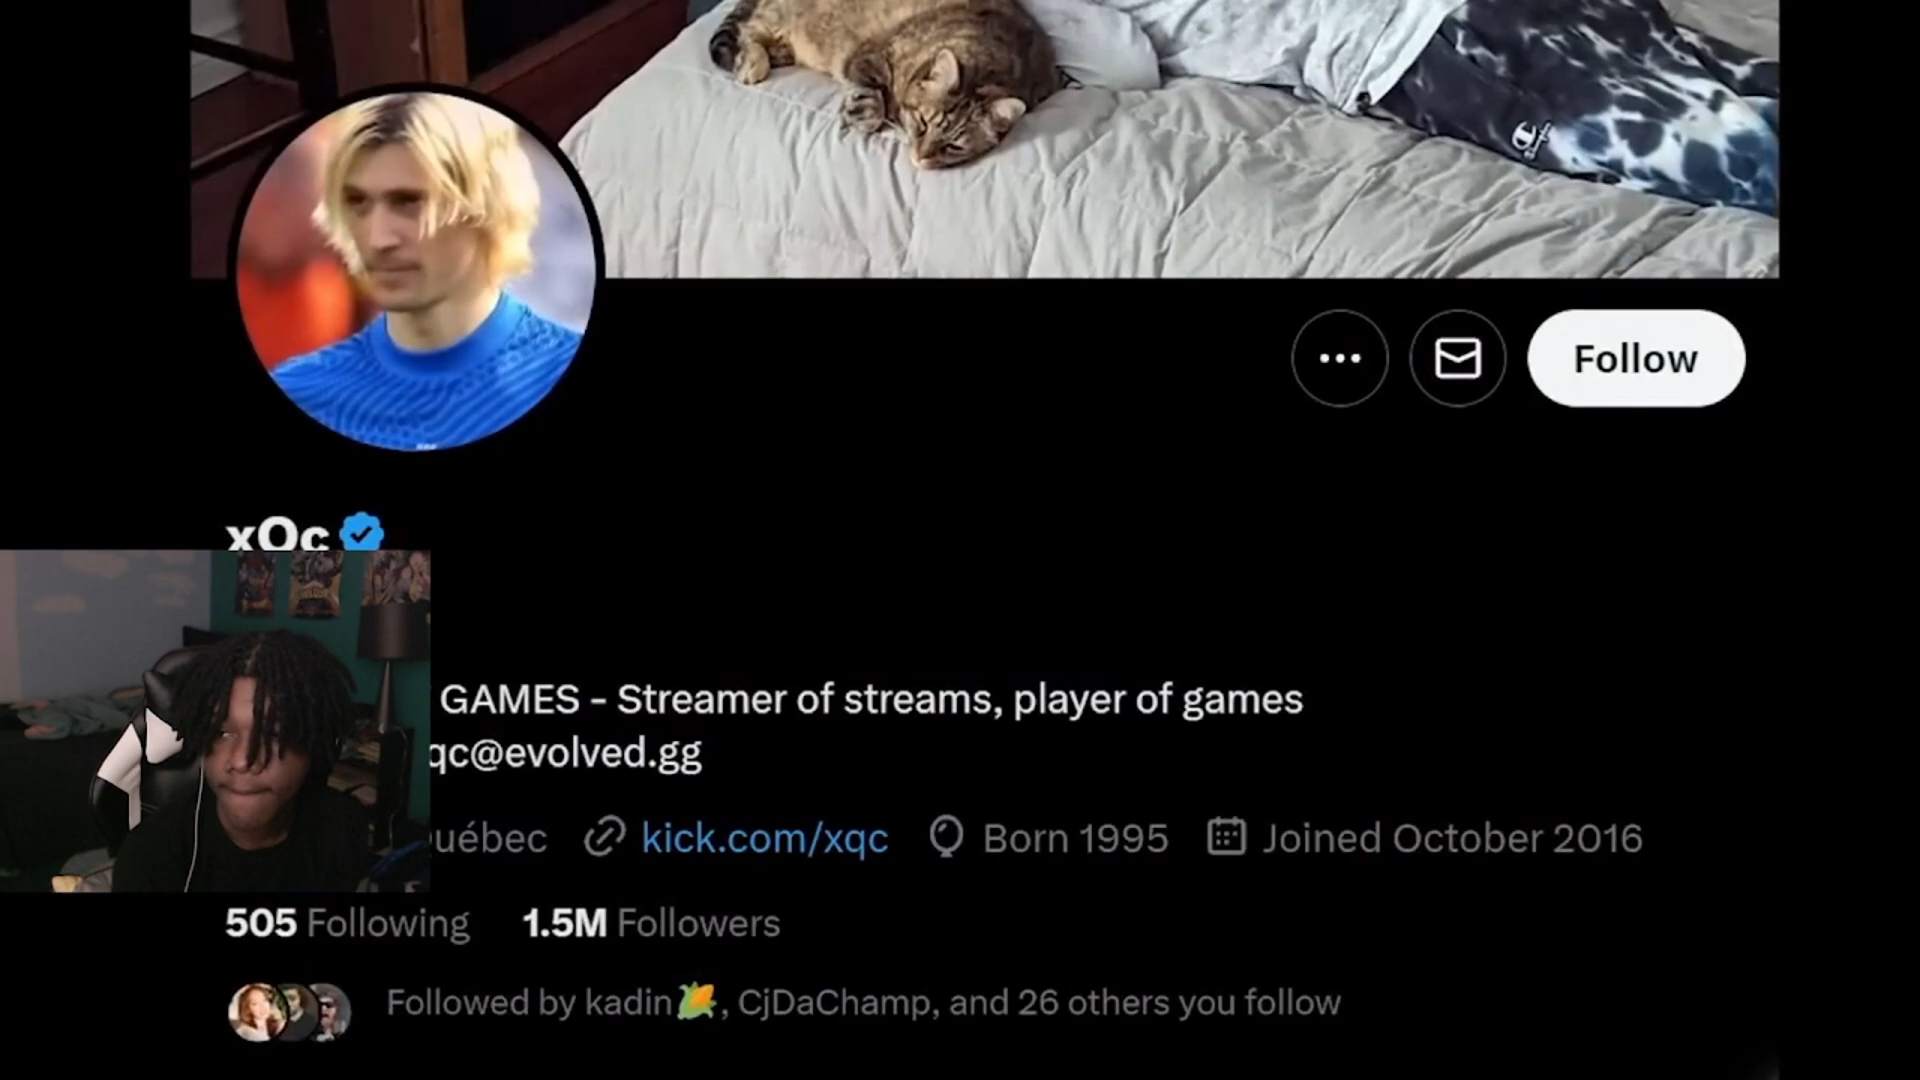 Follow
xQc
GAMES - Streamer of streams, player of games
qc@evolved.gg
uébec kick.com/xqc Born 1995 Joined October 2016
505 Following 1.5M Followers
Followed by kadin🌽, CjDaChamp, and 26 others you follow